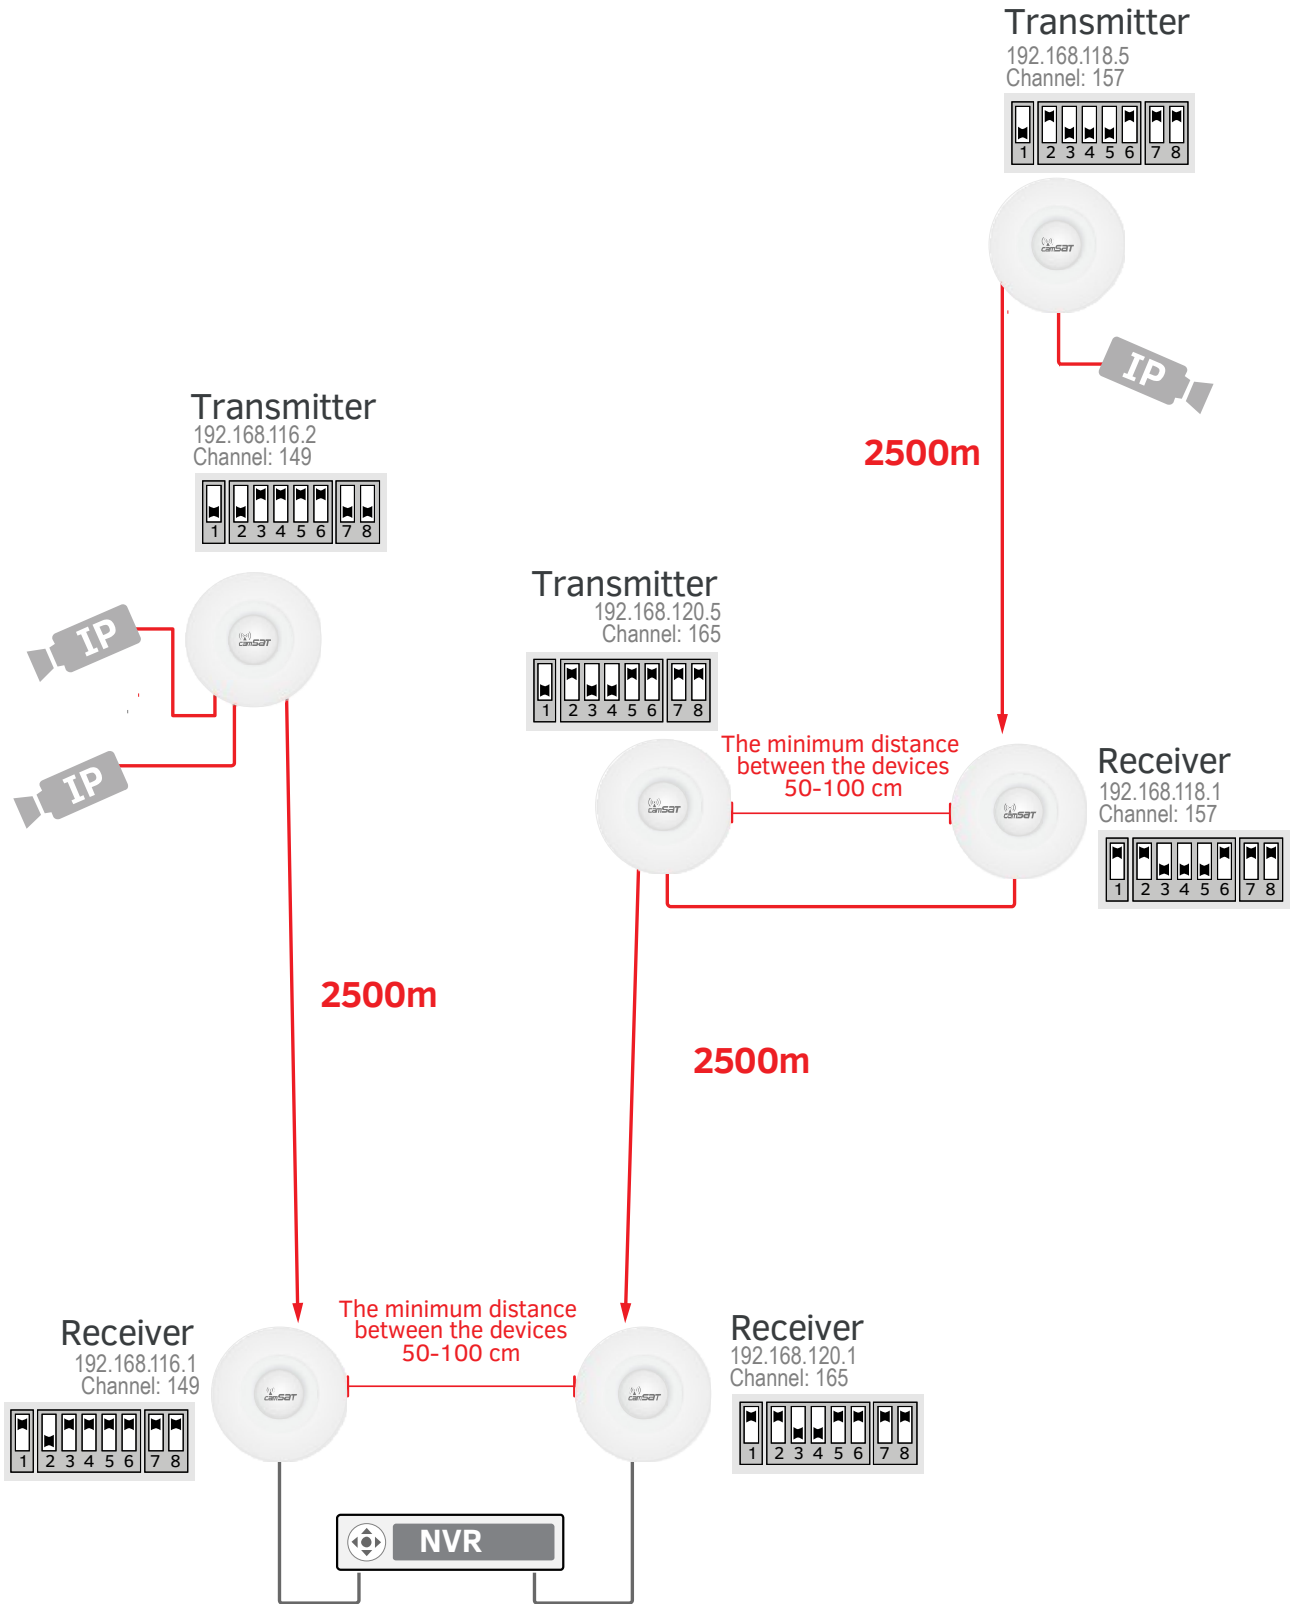 Transmitter
192.168.118.5
Channel: 157
1 2 3 4 5 6 7 8
camSAT
IP
2500m
Transmitter
192.168.116.2
Channel: 149
1 2 3 4 5 6 7 8
camSAT
IP
IP
2500m
Transmitter
192.168.120.5
Channel: 165
1 2 3 4 5 6 7 8
camSAT
The minimum distance
between the devices
50-100 cm
camSAT
Receiver
192.168.118.1
Channel: 157
1 2 3 4 5 6 7 8
2500m
Receiver
192.168.116.1
Channel: 149
1 2 3 4 5 6 7 8
camSAT
The minimum distance
between the devices
50-100 cm
camSAT
Receiver
192.168.120.1
Channel: 165
1 2 3 4 5 6 7 8
NVR